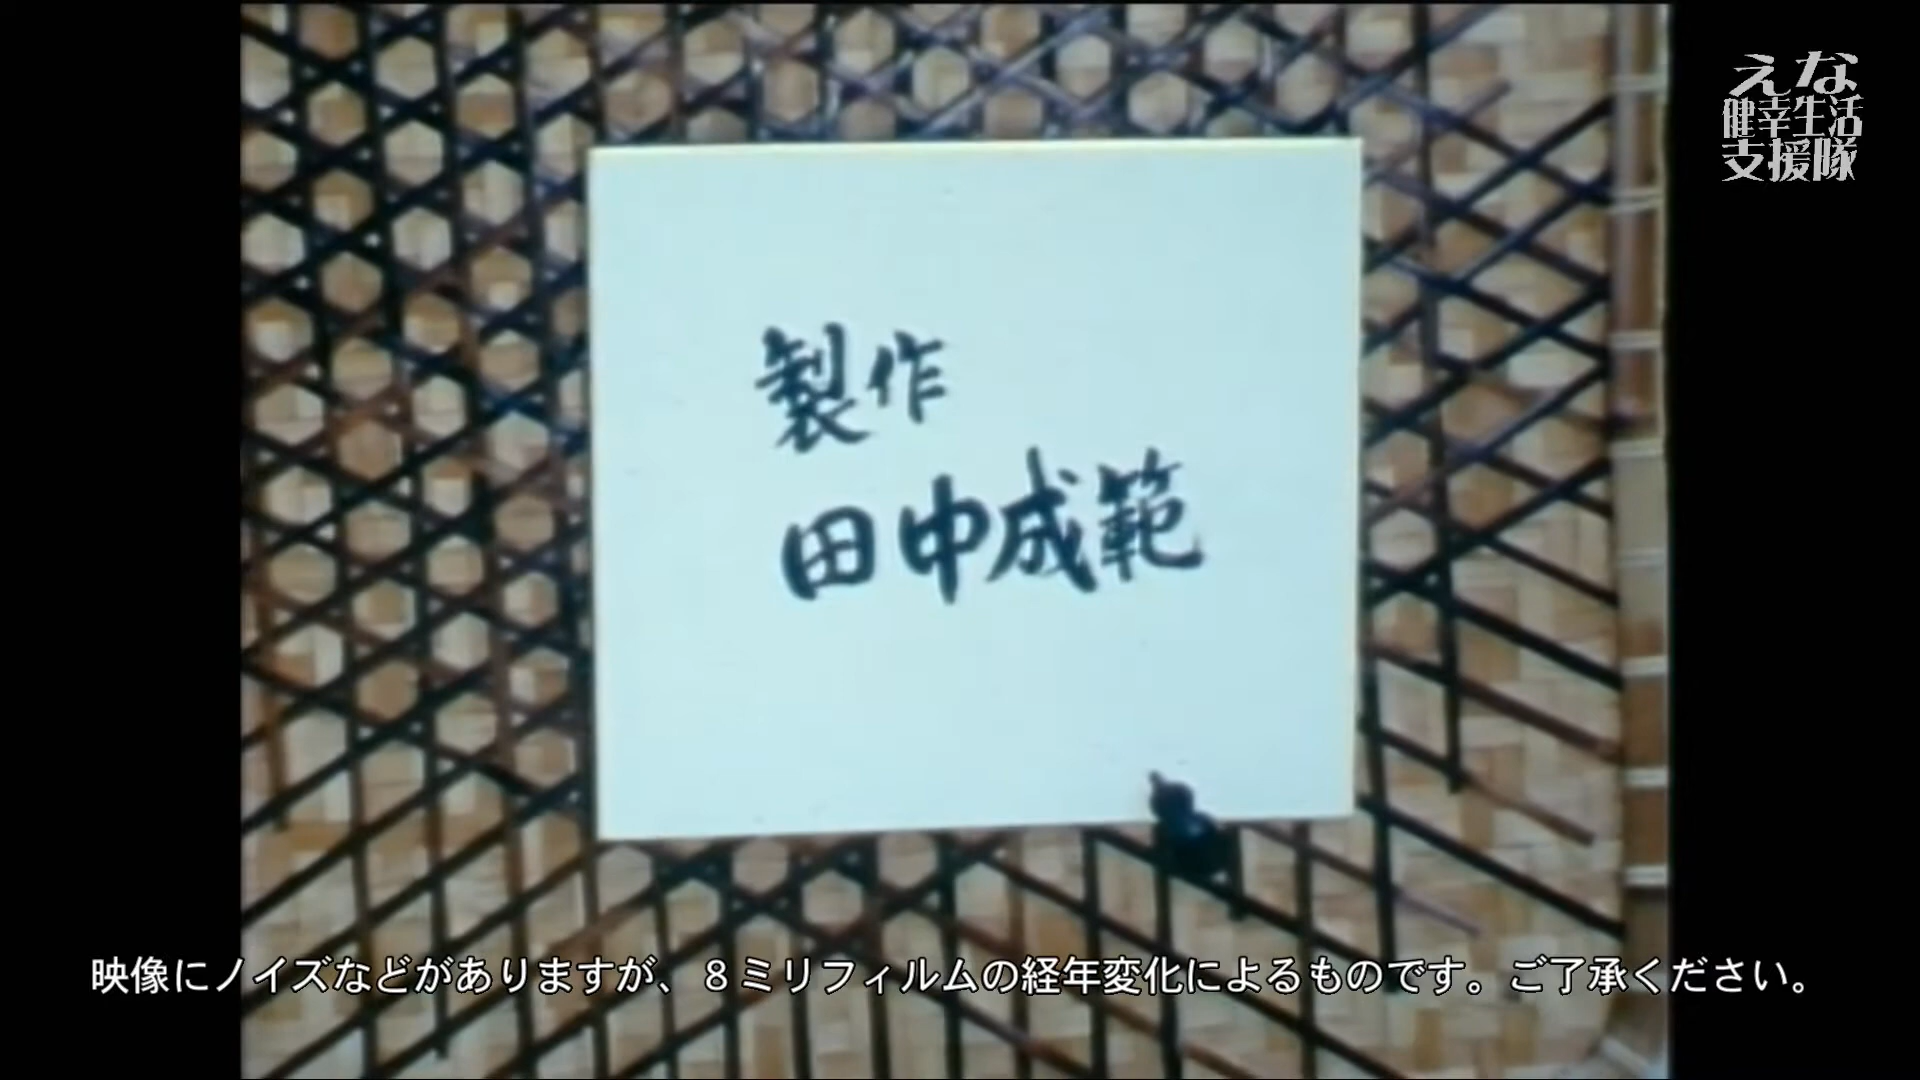 えな
健幸生活
支援隊
製作
田中成範
映像にノイズなどがありますが、８ミリフィルムの経年変化によるものです。ご了承ください。